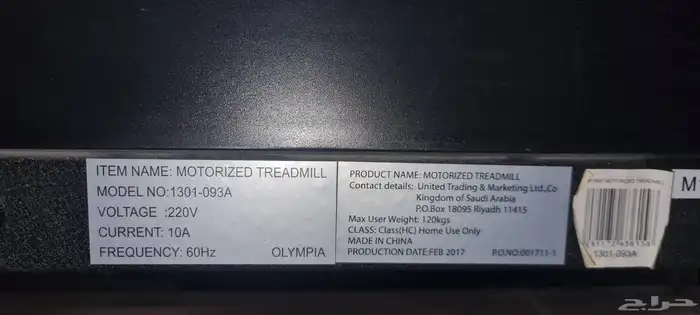 ITEM NAME: MOTORIZED TREADMILL
MODEL NO:1301-093A
VOLTAGE :220V
CURRENT: 10A
FREQUENCY: 60Hz OLYMPIA
PRODUCT NAME: MOTORIZED TREADMILL
Contact details: United Trading & Marketing Ltd.,Co
Kingdom of Saudi Arabia
P.O.Box 18095 Riyadh 11415
Max User Weight: 120kgs
CLASS: Class(HC) Home Use Only
MADE IN CHINA
PRODUCTION DATE:FEB 2017 P.O.NO:001711-1
MOTORIZED TREADMILL
1301-093A
M
حراج